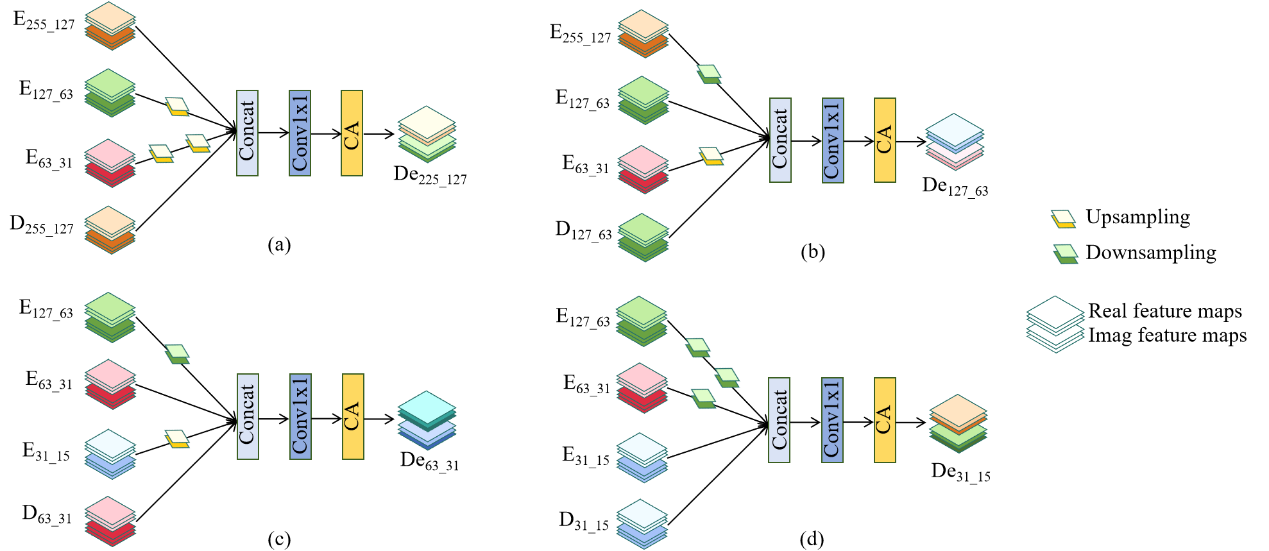 E255_127
E127_63
E63_31
D255_127
Concat
Conv1x1
CA
De225_127
(a)
E255_127
E127_63
E63_31
D127_63
Concat
Conv1x1
CA
De127_63
(b)
Upsampling
Downsampling
Real feature maps
Imag feature maps
E127_63
E63_31
E31_15
D63_31
Concat
Conv1x1
CA
De63_31
(c)
E127_63
E63_31
E31_15
D31_15
Concat
Conv1x1
CA
De31_15
(d)